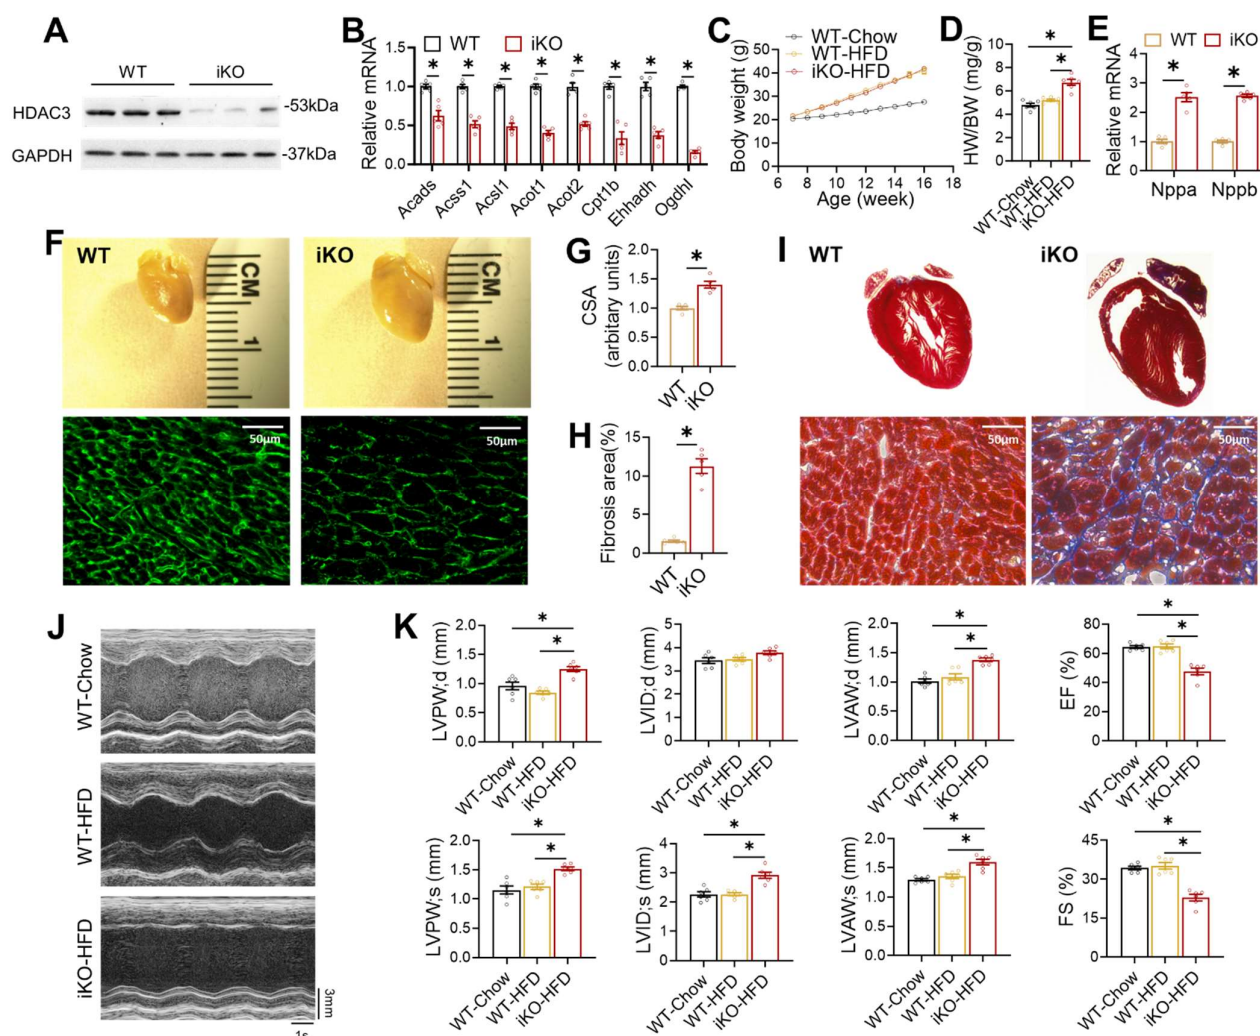 A
WT
iKO
HDAC3
-53kDa
GAPDH
-37kDa
B
WT
iKO
Relative mRNA
1.5
1.0
0.5
0.0
* * * * * * * *
Acads
Acss1
Acsl1
Acot1
Acot2
Cpt1b
Ehhadh
Ogdhl
C
WT-Chow
WT-HFD
iKO-HFD
Body weight (g)
50
40
30
20
10
0
6 8 10 12 14 16 18
Age (week)
D
HW/BW (mg/g)
10
8
6
4
2
0
*
*
WT-Chow
WT-HFD
iKO-HFD
E
WT
iKO
Relative mRNA
4
3
2
1
0
* *
Nppa
Nppb
F
WT
CM
1
iKO
CM
1
50μm
50μm
G
CSA
(arbitary units)
2.0
1.5
1.0
0.5
0.0
*
WT
iKO
H
Fibrosis area(%)
15
10
5
0
*
WT
iKO
I
WT
iKO
50μm
50μm
J
WT-Chow
WT-HFD
iKO-HFD
3mm
1s
K
LVPW;d (mm)
2.0
1.5
1.0
0.5
0.0
*
*
WT-Chow
WT-HFD
iKO-HFD
LVID;d (mm)
5
4
3
2
1
0
WT-Chow
WT-HFD
iKO-HFD
LVAW;d (mm)
2.0
1.5
1.0
0.5
0.0
*
*
WT-Chow
WT-HFD
iKO-HFD
EF (%)
80
60
40
20
0
*
*
WT-Chow
WT-HFD
iKO-HFD
LVPW;s (mm)
2.0
1.5
1.0
0.5
0.0
*
*
WT-Chow
WT-HFD
iKO-HFD
LVID;s (mm)
4
3
2
1
0
*
*
WT-Chow
WT-HFD
iKO-HFD
LVAW;s (mm)
2.0
1.5
1.0
0.5
0.0
*
*
WT-Chow
WT-HFD
iKO-HFD
FS (%)
45
30
15
0
*
*
WT-Chow
WT-HFD
iKO-HFD